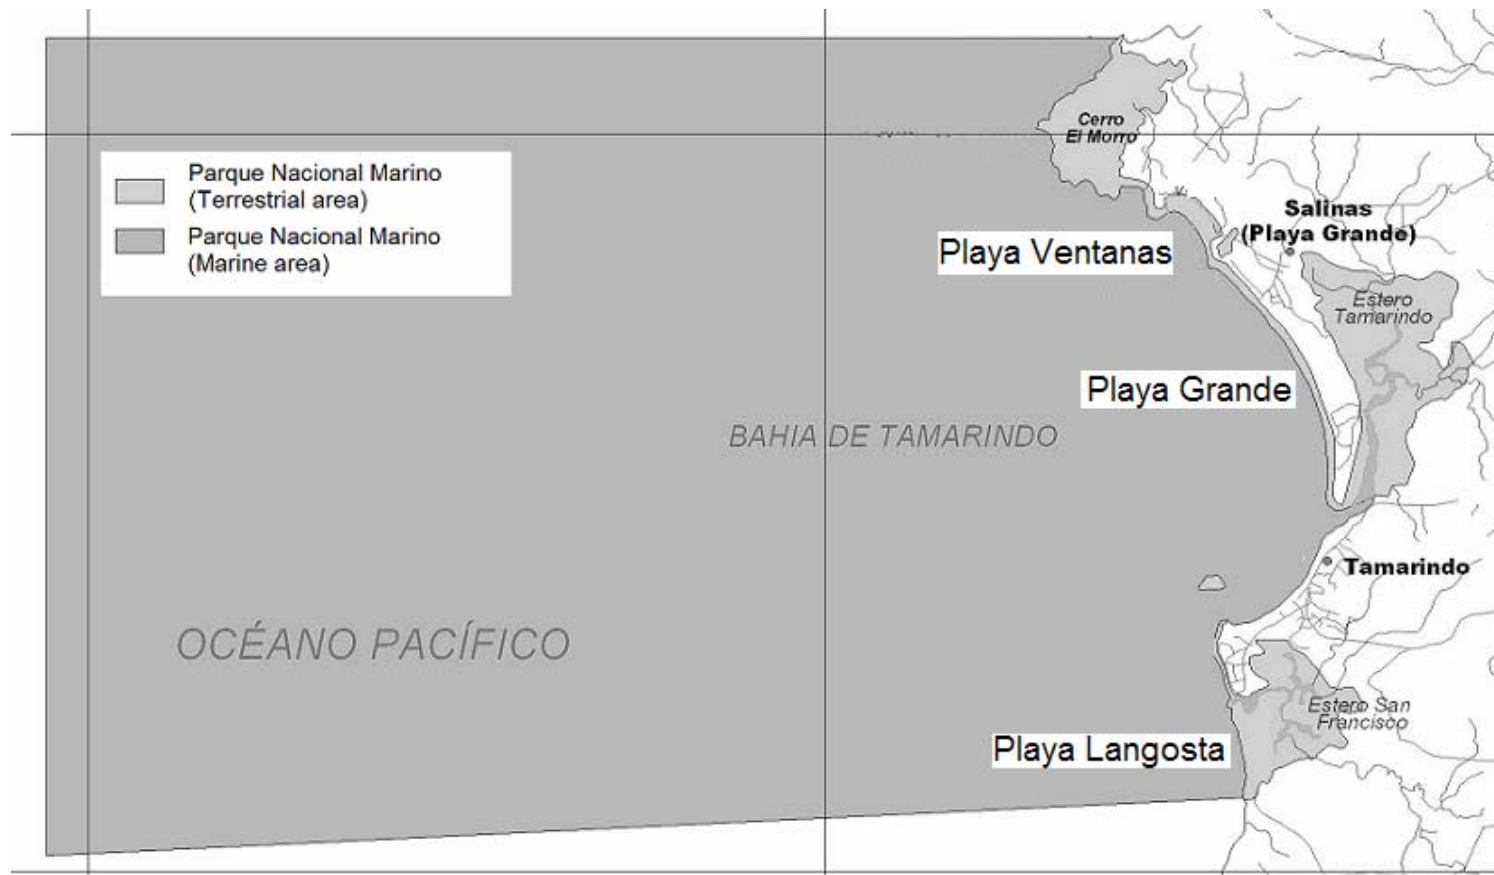 Cerro
El Morro
Parque Nacional Marino
(Terrestrial area)
Parque Nacional Marino
(Marine area)
Salinas
(Playa Grande)
Playa Ventanas
Estero
Tamarindo
Playa Grande
BAHIA DE TAMARINDO
Tamarindo
OCÉANO PACÍFICO
Estero San
Francisco
Playa Langosta